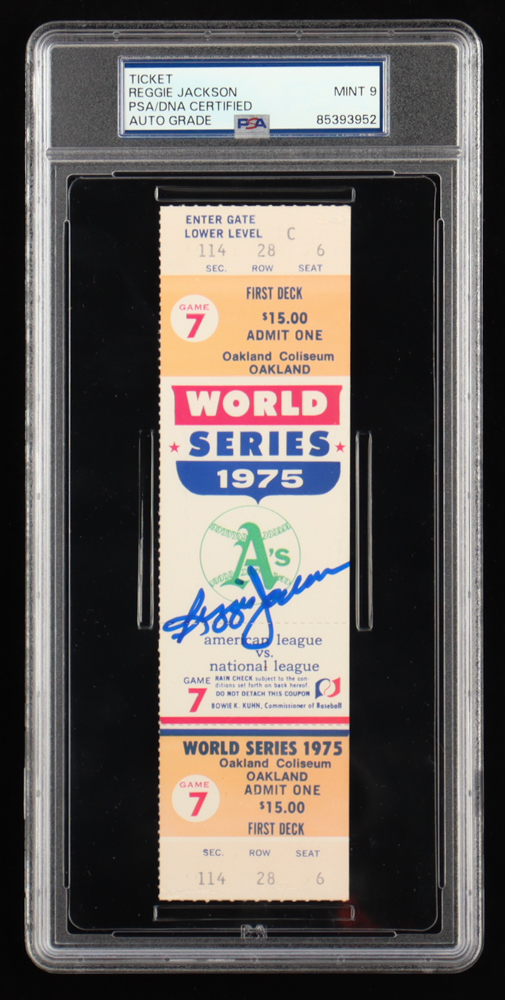 TICKET
REGGIE JACKSON MINT 9
PSA/DNA CERTIFIED
AUTO GRADE PSA 85393952
ENTER GATE
LOWER LEVEL C
114 28 6
SEC. ROW SEAT
FIRST DECK
GAME
7
$15.00
ADMIT ONE
Oakland Coliseum
OAKLAND
WORLD
SERIES
1975
A's
Reggie Jackson
american league
vs.
national league
GAME
7
RAIN CHECK subject to the con-
ditions set forth on back hereof.
DO NOT DETACH THIS COUPON
BOWIE K. KUHN, Commissioner of Baseball
WORLD SERIES 1975
Oakland Coliseum
OAKLAND
GAME
7
ADMIT ONE
$15.00
FIRST DECK
SEC. ROW SEAT
114 28 6